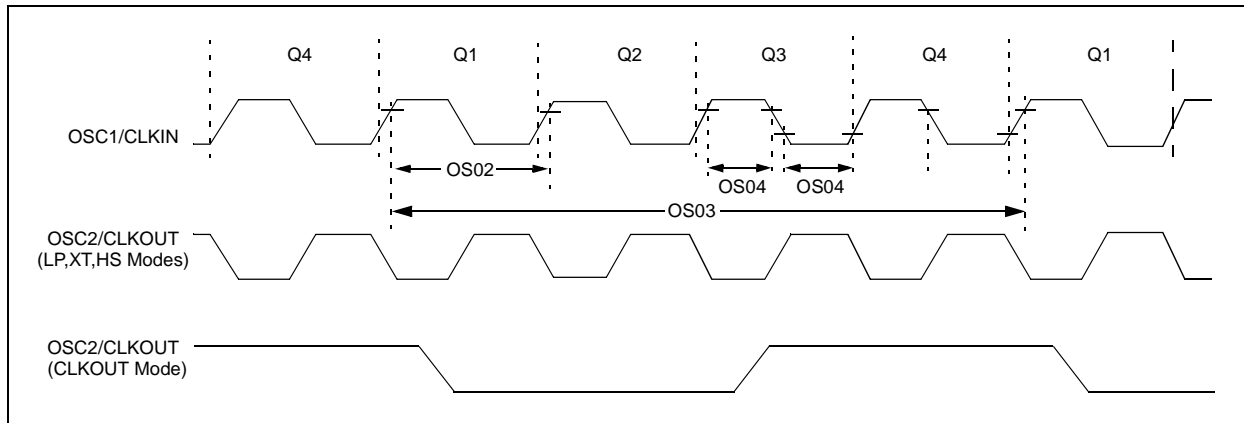 Q4 Q1 Q2 Q3 Q4 Q1
OSC1/CLKIN
OS02
OS04 OS04
OS03
OSC2/CLKOUT
(LP,XT,HS Modes)
OSC2/CLKOUT
(CLKOUT Mode)